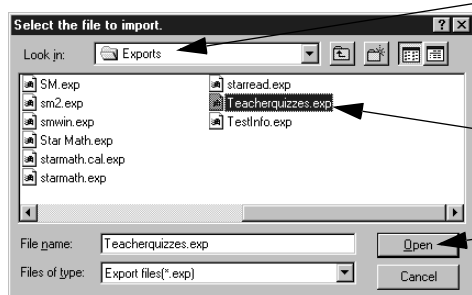 Select the file to import.
Look in: Exports
SM.exp
sm2.exp
smwin.exp
Star Math.exp
starmath.cal.exp
starmath.exp
starread.exp
Teacherquizzes.exp
TestInfo.exp
File name: Teacherquizzes.exp Open
Files of type: Export files(*.exp) Cancel